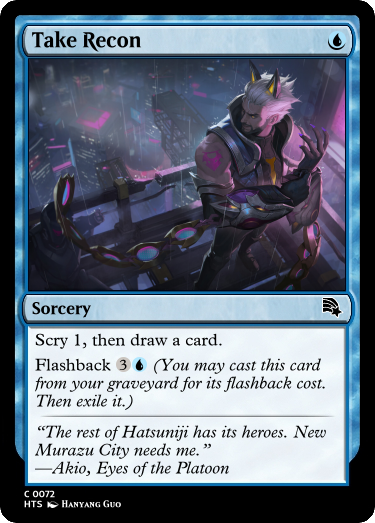 Take Recon
Sorcery
Scry 1, then draw a card.
Flashback 3 (You may cast this card
from your graveyard for its flashback cost.
Then exile it.)
“The rest of Hatsuniji has its heroes. New
Murazu City needs me.”
—Akio, Eyes of the Platoon
C 0072
HTS Hanyang Guo